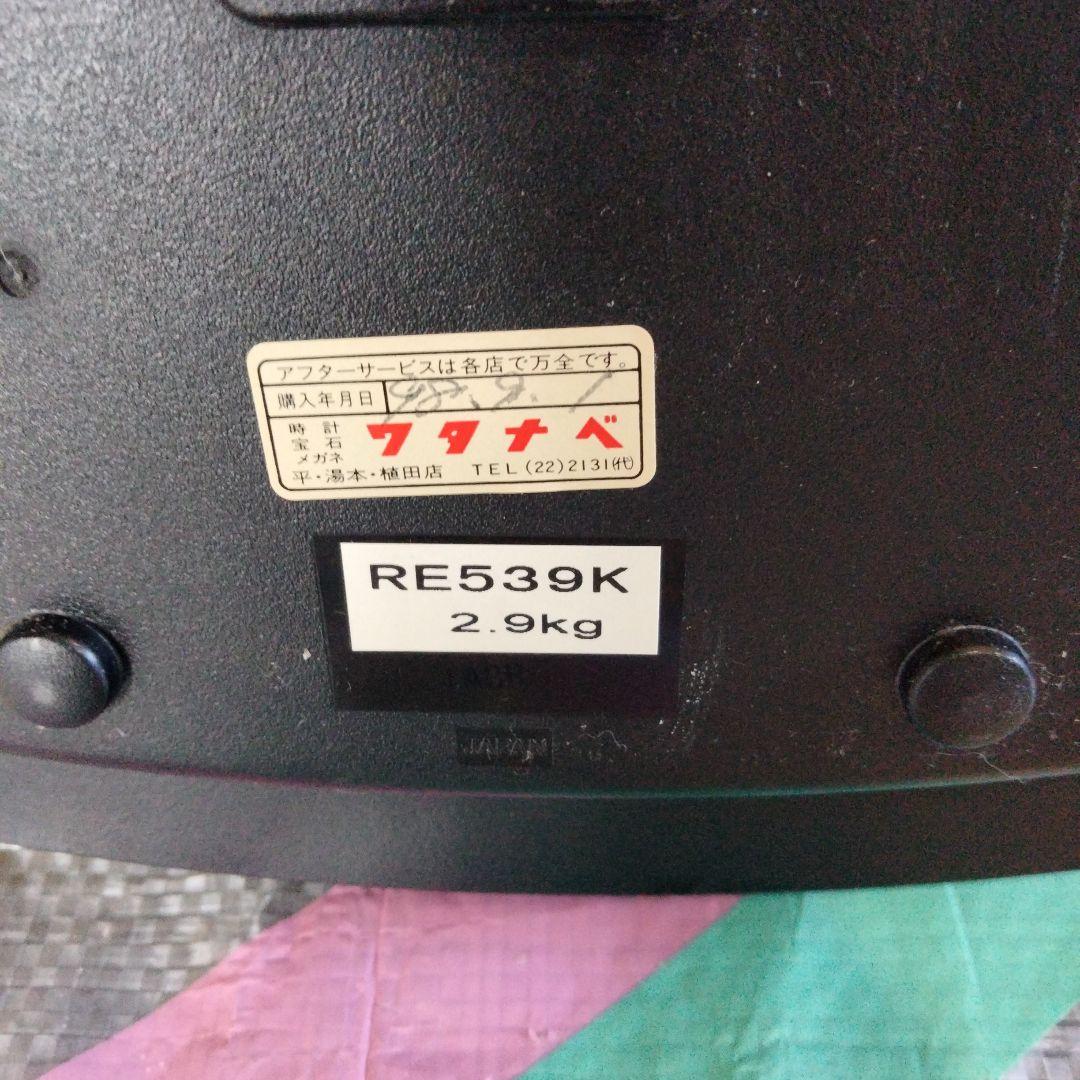 アフターサービスは各店で万全です。
購入年月日
時計
宝石
メガネ
ワタナベ
平・湯本・植田店 TEL(22)2131(代)
RE539K
2.9kg
JAPAN